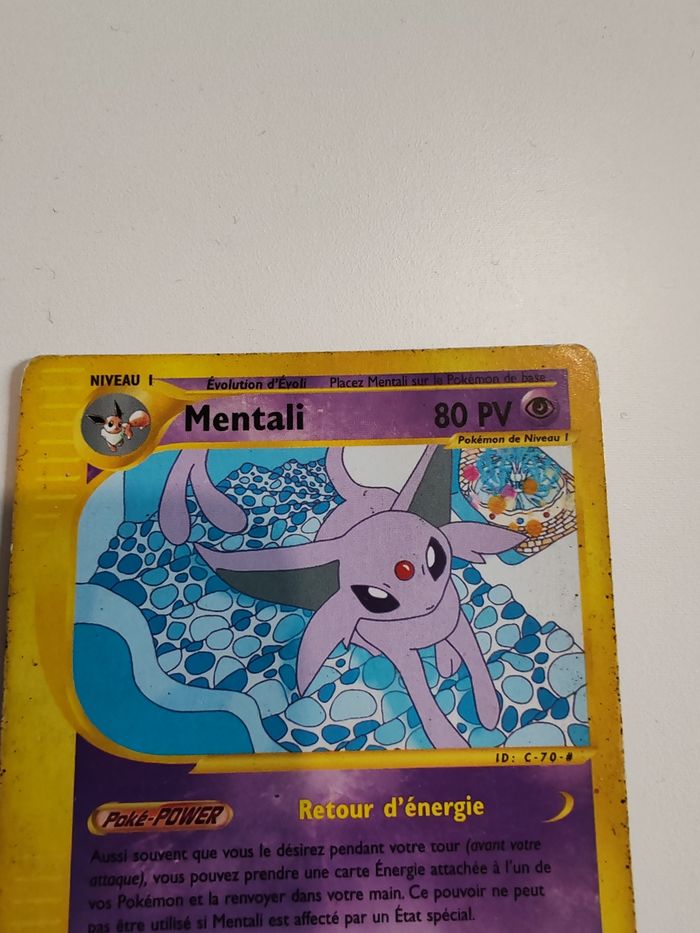 NIVEAU 1 Évolution d'Évoli Placez Mentali sur le Pokémon de base
Mentali 80 PV
Pokémon de Niveau 1
ID: C-70-#
Poké-POWER Retour d'énergie
Aussi souvent que vous le désirez pendant votre tour (avant votre
attaque), vous pouvez prendre une carte Énergie attachée à l'un de
vos Pokémon et la renvoyer dans votre main. Ce pouvoir ne peut
pas être utilisé si Mentali est affecté par un État spécial.